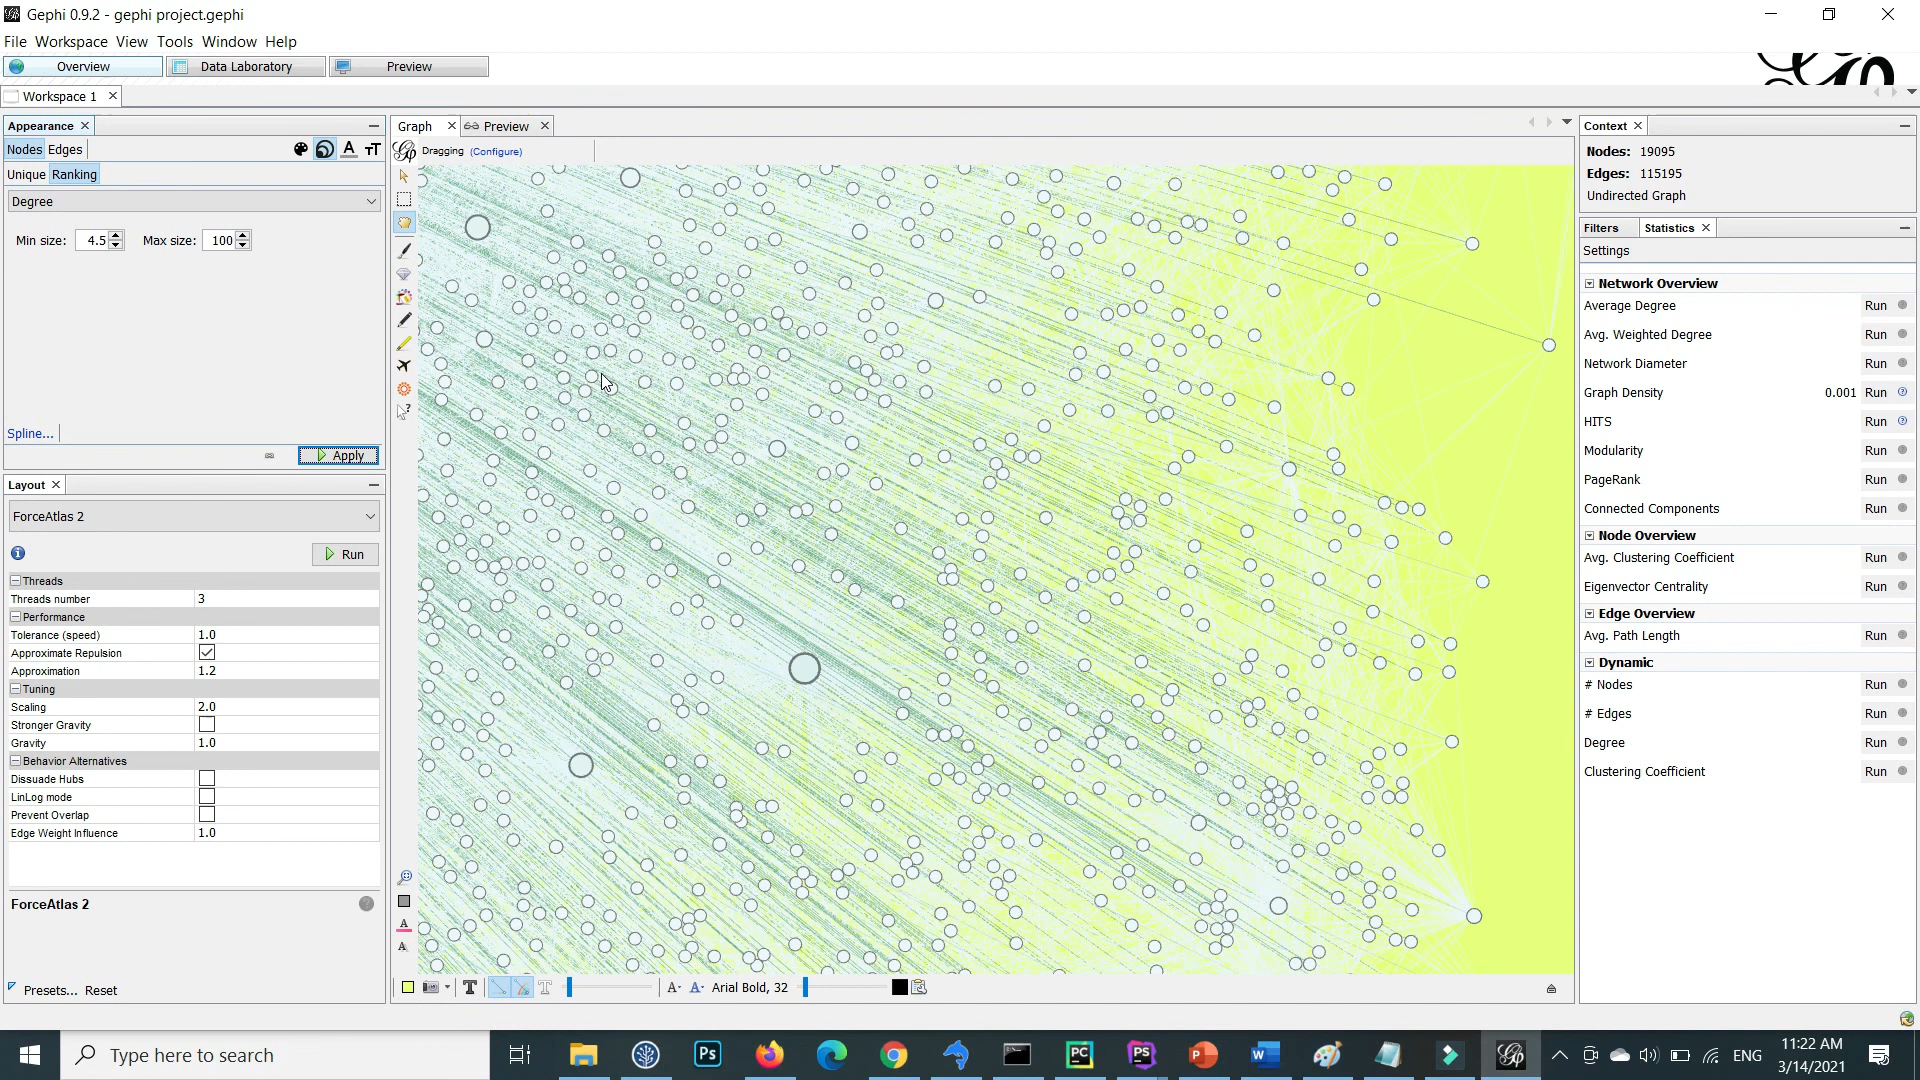 Gephi 0.9.2 - gephi project.gephi
File Workspace View Tools Window Help
Overview Data Laboratory Preview
Workspace 1
Appearance
Nodes Edges
Unique Ranking
Degree
Min size: 4.5 Max size: 100
Spline...
Apply
Layout
ForceAtlas 2
Run
Threads
Threads number 3
Performance
Tolerance (speed) 1.0
Approximate Repulsion
Approximation 1.2
Tuning
Scaling 2.0
Stronger Gravity
Gravity 1.0
Behavior Alternatives
Dissuade Hubs
LinLog mode
Prevent Overlap
Edge Weight Influence 1.0
ForceAtlas 2
Presets... Reset
Graph Preview
Dragging (Configure)
Arial Bold, 32
Context
Nodes: 19095
Edges: 115195
Undirected Graph
Filters Statistics
Settings
Network Overview
Average Degree Run
Avg. Weighted Degree Run
Network Diameter Run
Graph Density 0.001 Run
HITS Run
Modularity Run
PageRank Run
Connected Components Run
Node Overview
Avg. Clustering Coefficient Run
Eigenvector Centrality Run
Edge Overview
Avg. Path Length Run
Dynamic
# Nodes Run
# Edges Run
Degree Run
Clustering Coefficient Run
Type here to search
ENG
11:22 AM
3/14/2021